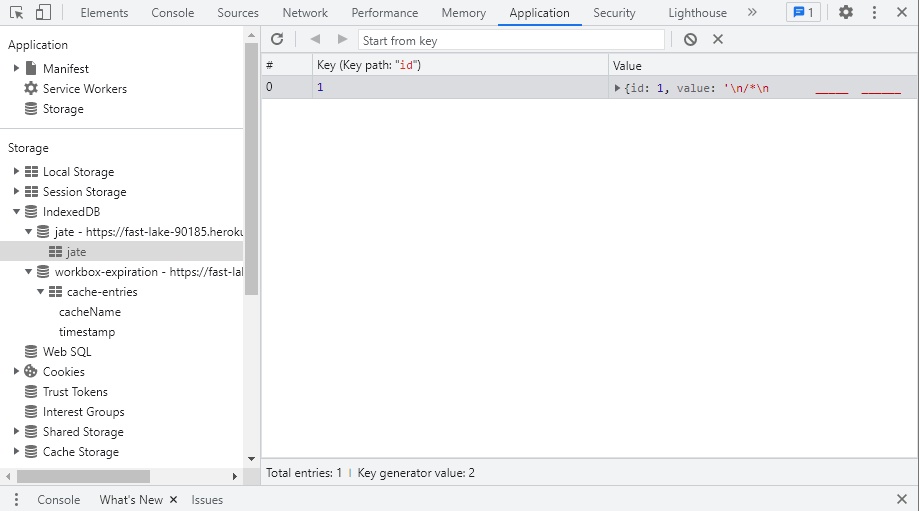 Elements Console Sources Network Performance Memory Application Security Lighthouse 1
Application
Manifest
Service Workers
Storage
Storage
Local Storage
Session Storage
IndexedDB
jate - https://fast-lake-90185.heroku
jate
workbox-expiration - https://fast-la
cache-entries
cacheName
timestamp
Web SQL
Cookies
Trust Tokens
Interest Groups
Shared Storage
Cache Storage
Start from key
# Key (Key path: "id") Value
0 1 {id: 1, value: '\n/*\n _____ ______
Total entries: 1 Key generator value: 2
Console What's New Issues